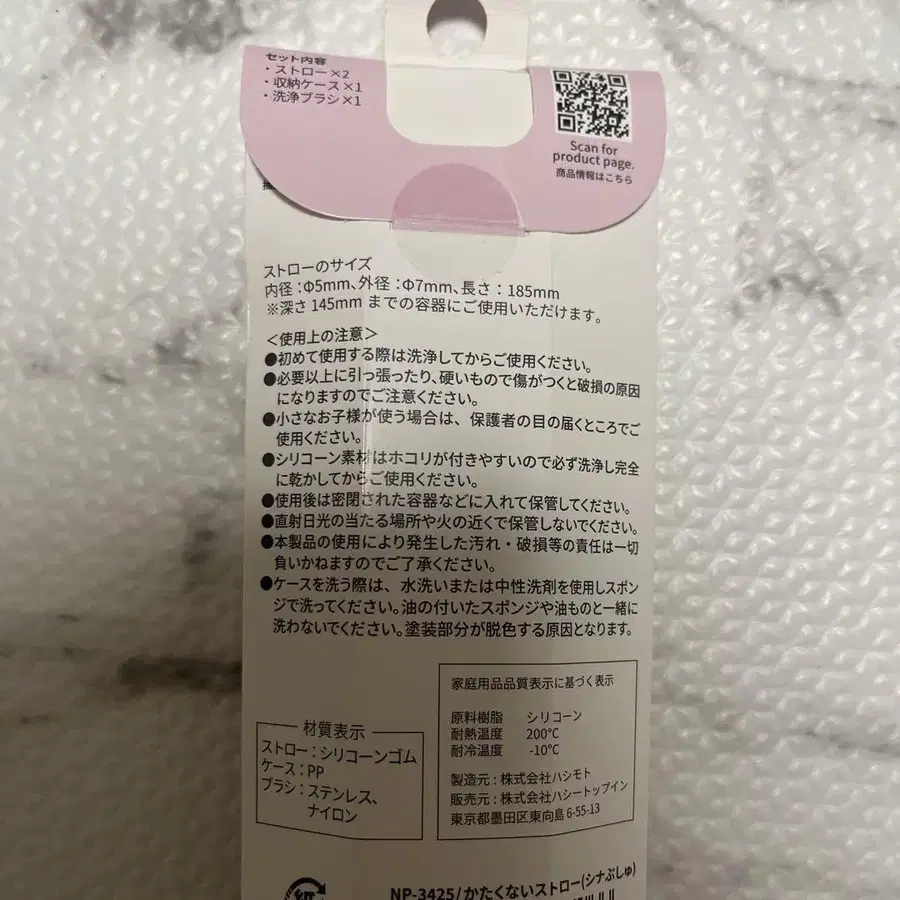 セット内容
・ストロー×2
・収納ケース×1
・洗浄ブラシ×1
Scan for
product page.
商品情報はこちら
ストローのサイズ
内径：Φ5mm、外径：Φ7mm、長さ：185mm
※深さ 145mm までの容器にご使用いただけます。
＜使用上の注意＞
●初めて使用する際は洗浄してからご使用ください。
●必要以上に引っ張ったり、硬いもので傷がつくと破損の原因
になりますのでご注意ください。
●小さなお子様が使う場合は、保護者の目の届くところでご
使用ください。
●シリコーン素材はホコリが付きやすいので必ず洗浄し完全
に乾かしてからご使用ください。
●使用後は密閉された容器などに入れて保管してください。
●直射日光の当たる場所や火の近くで保管しないでください。
●本製品の使用により発生した汚れ・破損等の責任は一切
負いかねますのでご了承ください。
●ケースを洗う際は、水洗いまたは中性洗剤を使用しスポン
ジで洗ってください。油の付いたスポンジや油ものと一緒に
洗わないでください。塗装部分が脱色する原因となります。
材質表示
ストロー：シリコーンゴム
ケース：PP
ブラシ：ステンレス、
ナイロン
家庭用品品質表示に基づく表示
原料樹脂 シリコーン
耐熱温度 200℃
耐冷温度 -10℃
製造元：株式会社ハシモト
販売元：株式会社ハシートップイン
東京都墨田区東向島 6-55-13
紙
NP-3425/かたくないストロー(シナぷしゅ)